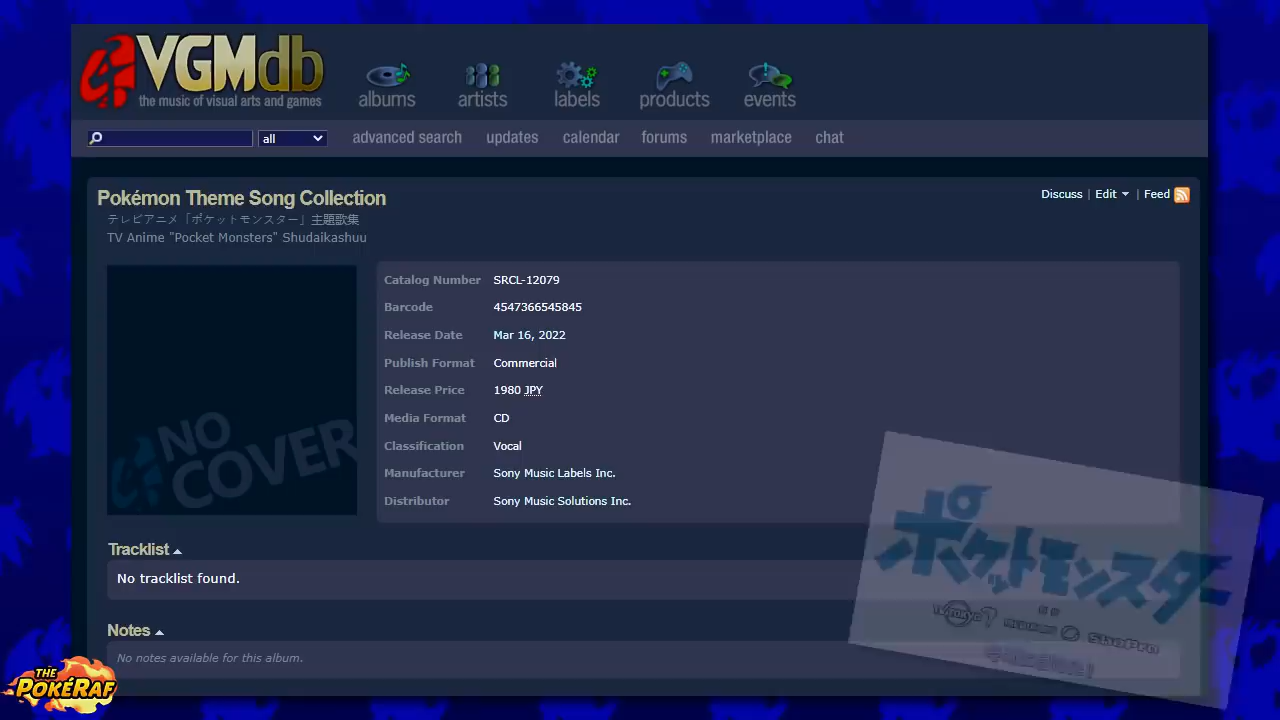 VGMdb
the music of visual arts and games
albums artists labels products events
all
advanced search updates calendar forums marketplace chat
Pokémon Theme Song Collection
Discuss | Edit | Feed
テレビアニメ「ポケットモンスター」主題歌集
TV Anime "Pocket Monsters" Shudaikashuu
NO COVER
Catalog Number SRCL-12079
Barcode 4547366545845
Release Date Mar 16, 2022
Publish Format Commercial
Release Price 1980 JPY
Media Format CD
Classification Vocal
Manufacturer Sony Music Labels Inc.
Distributor Sony Music Solutions Inc.
Tracklist
No tracklist found.
Notes
No notes available for this album.
ポケットモンスター
TV TOKYO
ShoPro
THE POKÉRAF